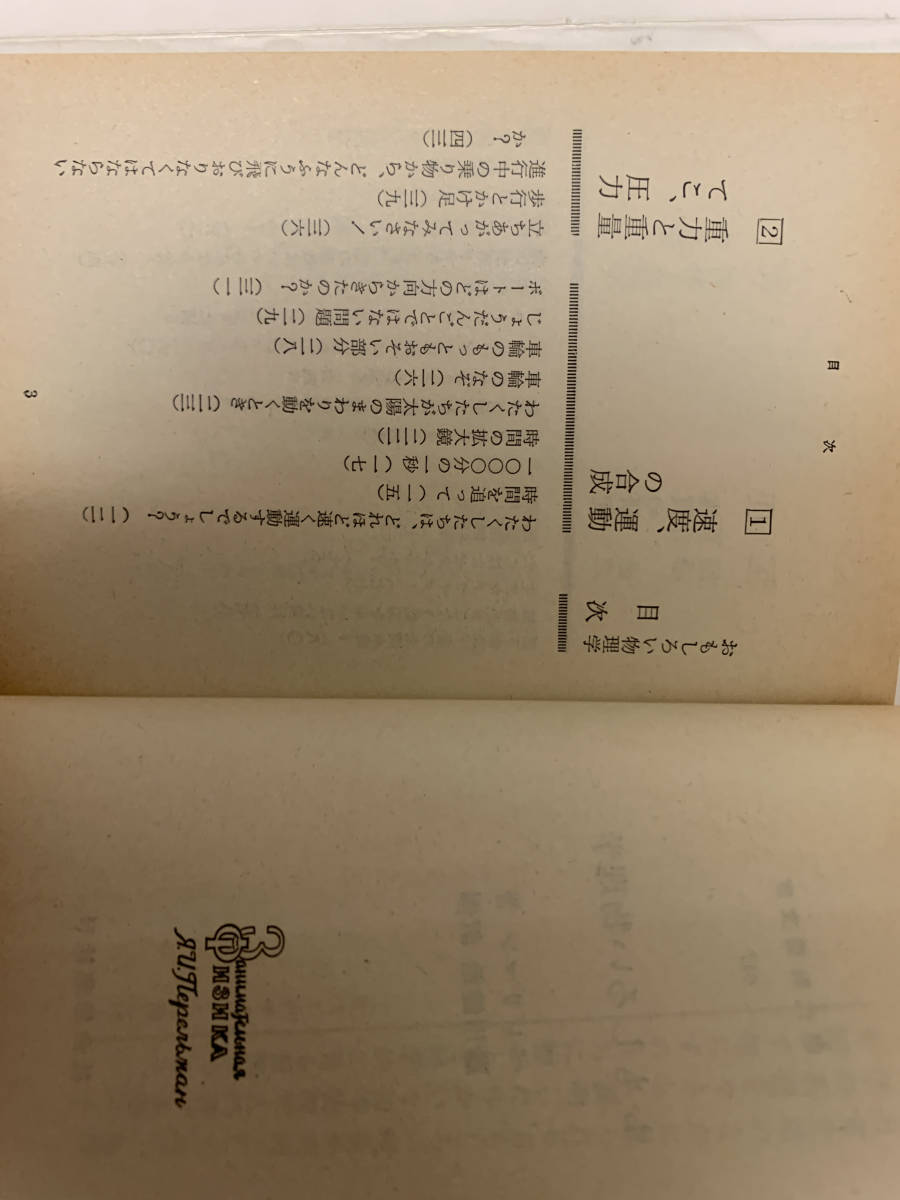 Занимательная
ФИЗИКА
Я.И.Перельман
おもしろい物理学
目次
1 速度、運動
の合成
わたくしたちは、どれほど速く運動するでしょう?(一二)
時間を追って(一五)
一〇〇〇分の一秒(一七)
時間の拡大鏡(二二)
わたくしたちが太陽のまわりを動くとき(二三)
車輪のなぞ(二六)
車輪のもっともおそい部分(二八)
じょうだんごとではない問題(二九)
ボートはどの方向からきたのか?(三一)
2 重力と重量
てこ、圧力
立ちあがってみなさい!(三六)
歩行とかけ足(三九)
進行中の乗り物から、どんなふうに飛びおりなくてはならない
か?(四三)
目次
3